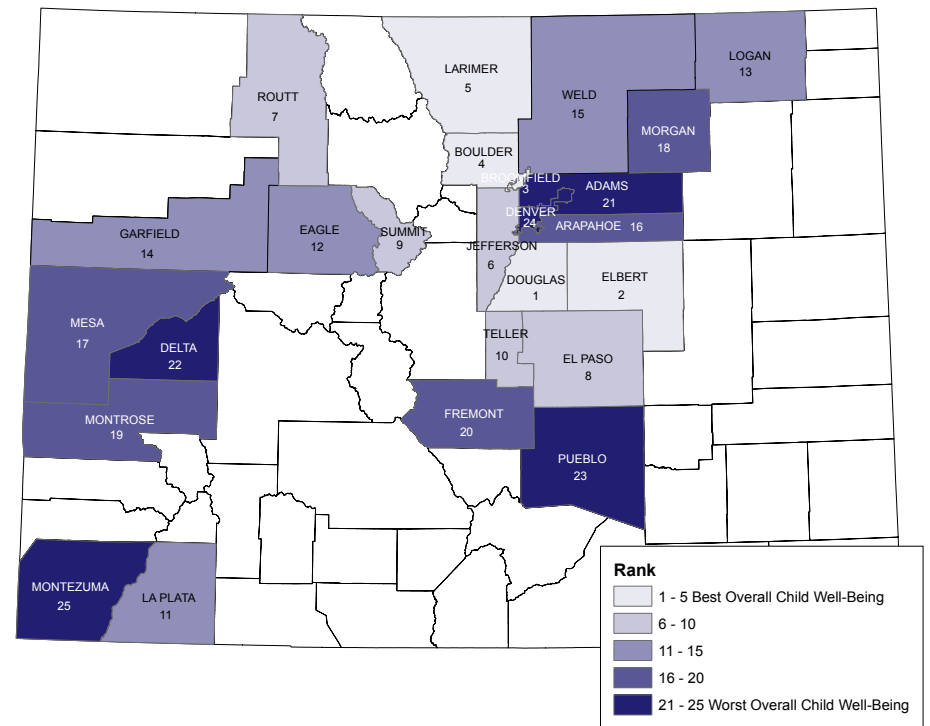 LARIMER
5
LOGAN
13
ROUTT
7
WELD
15
MORGAN
18
BOULDER
4
BROOMFIELD
3
ADAMS
21
DENVER
24
ARAPAHOE 16
GARFIELD
14
EAGLE
12
SUMMIT
9
JEFFERSON
6
DOUGLAS
1
ELBERT
2
MESA
17
DELTA
22
TELLER
10
EL PASO
8
MONTROSE
19
FREMONT
20
PUEBLO
23
MONTEZUMA
25
LA PLATA
11
Rank
1 - 5 Best Overall Child Well-Being
6 - 10
11 - 15
16 - 20
21 - 25 Worst Overall Child Well-Being